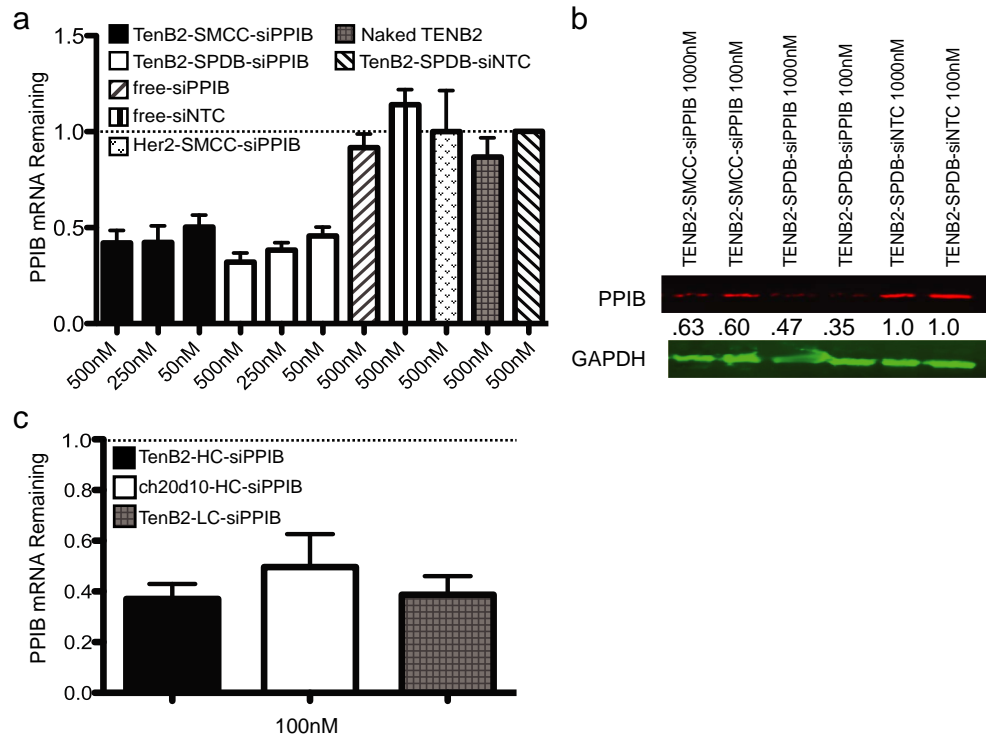 a
1.5
1.0
0.5
0.0
PPIB mRNA Remaining
TenB2-SMCC-siPPIB
TenB2-SPDB-siPPIB
free-siPPIB
free-siNTC
Her2-SMCC-siPPIB
Naked TENB2
TenB2-SPDB-siNTC
500nM
250nM
50nM
500nM
250nM
50nM
500nM
500nM
500nM
500nM
500nM
b
TENB2-SMCC-siPPIB 1000nM
TENB2-SMCC-siPPIB 100nM
TENB2-SPDB-siPPIB 1000nM
TENB2-SPDB-siPPIB 100nM
TENB2-SPDB-siNTC 1000nM
TENB2-SPDB-siNTC 100nM
PPIB
.63 .60 .47 .35 1.0 1.0
GAPDH
c
1.0
0.8
0.6
0.4
0.2
0.0
PPIB mRNA Remaining
TenB2-HC-siPPIB
ch20d10-HC-siPPIB
TenB2-LC-siPPIB
100nM